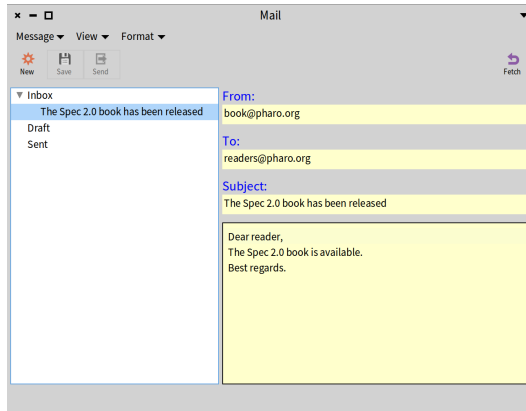 Mail
Message View Format
New Save Send Fetch
Inbox
The Spec 2.0 book has been released
Draft
Sent
From:
book@pharo.org
To:
readers@pharo.org
Subject:
The Spec 2.0 book has been released
Dear reader,
The Spec 2.0 book is available.
Best regards.